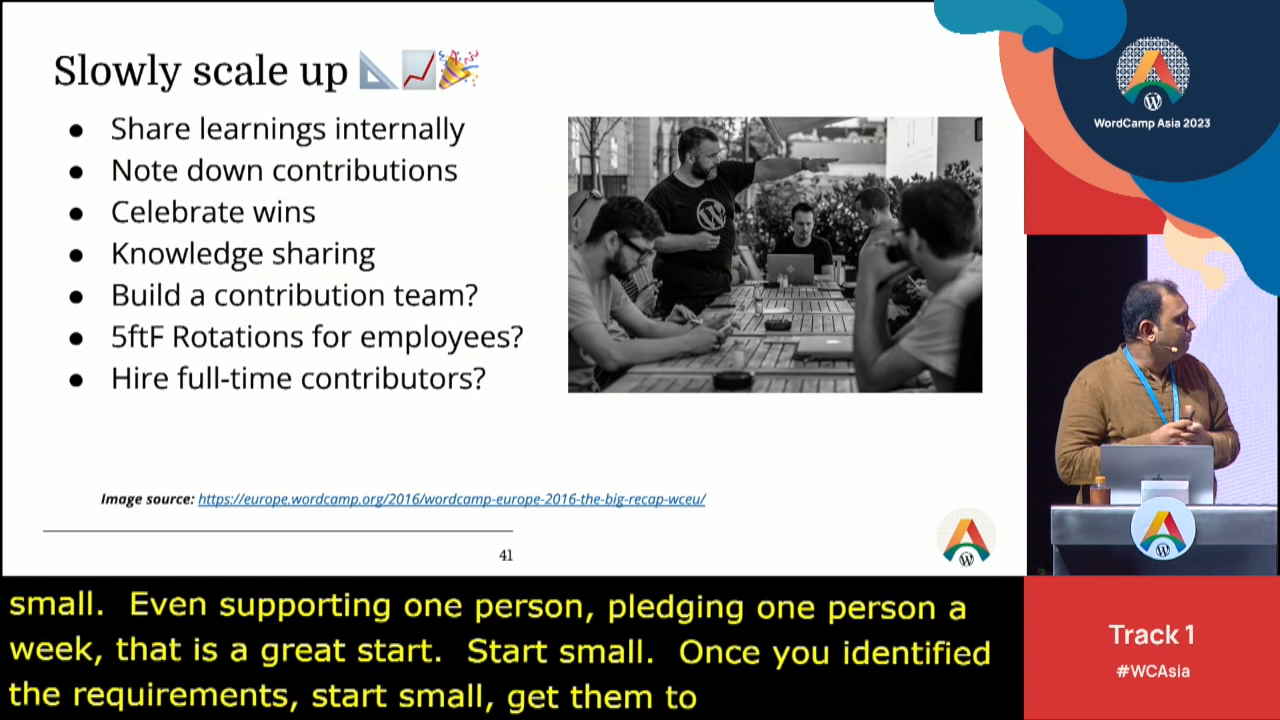 Slowly scale up
● Share learnings internally
● Note down contributions
● Celebrate wins
● Knowledge sharing
● Build a contribution team?
● 5ftF Rotations for employees?
● Hire full-time contributors?
Image source: https://europe.wordcamp.org/2016/wordcamp-europe-2016-the-big-recap-wceu/
41
WordCamp Asia 2023
small.  Even supporting one person, pledging one person a
week, that is a great start.  Start small.  Once you identified
the requirements, start small, get them to
Track 1
#WCAsia